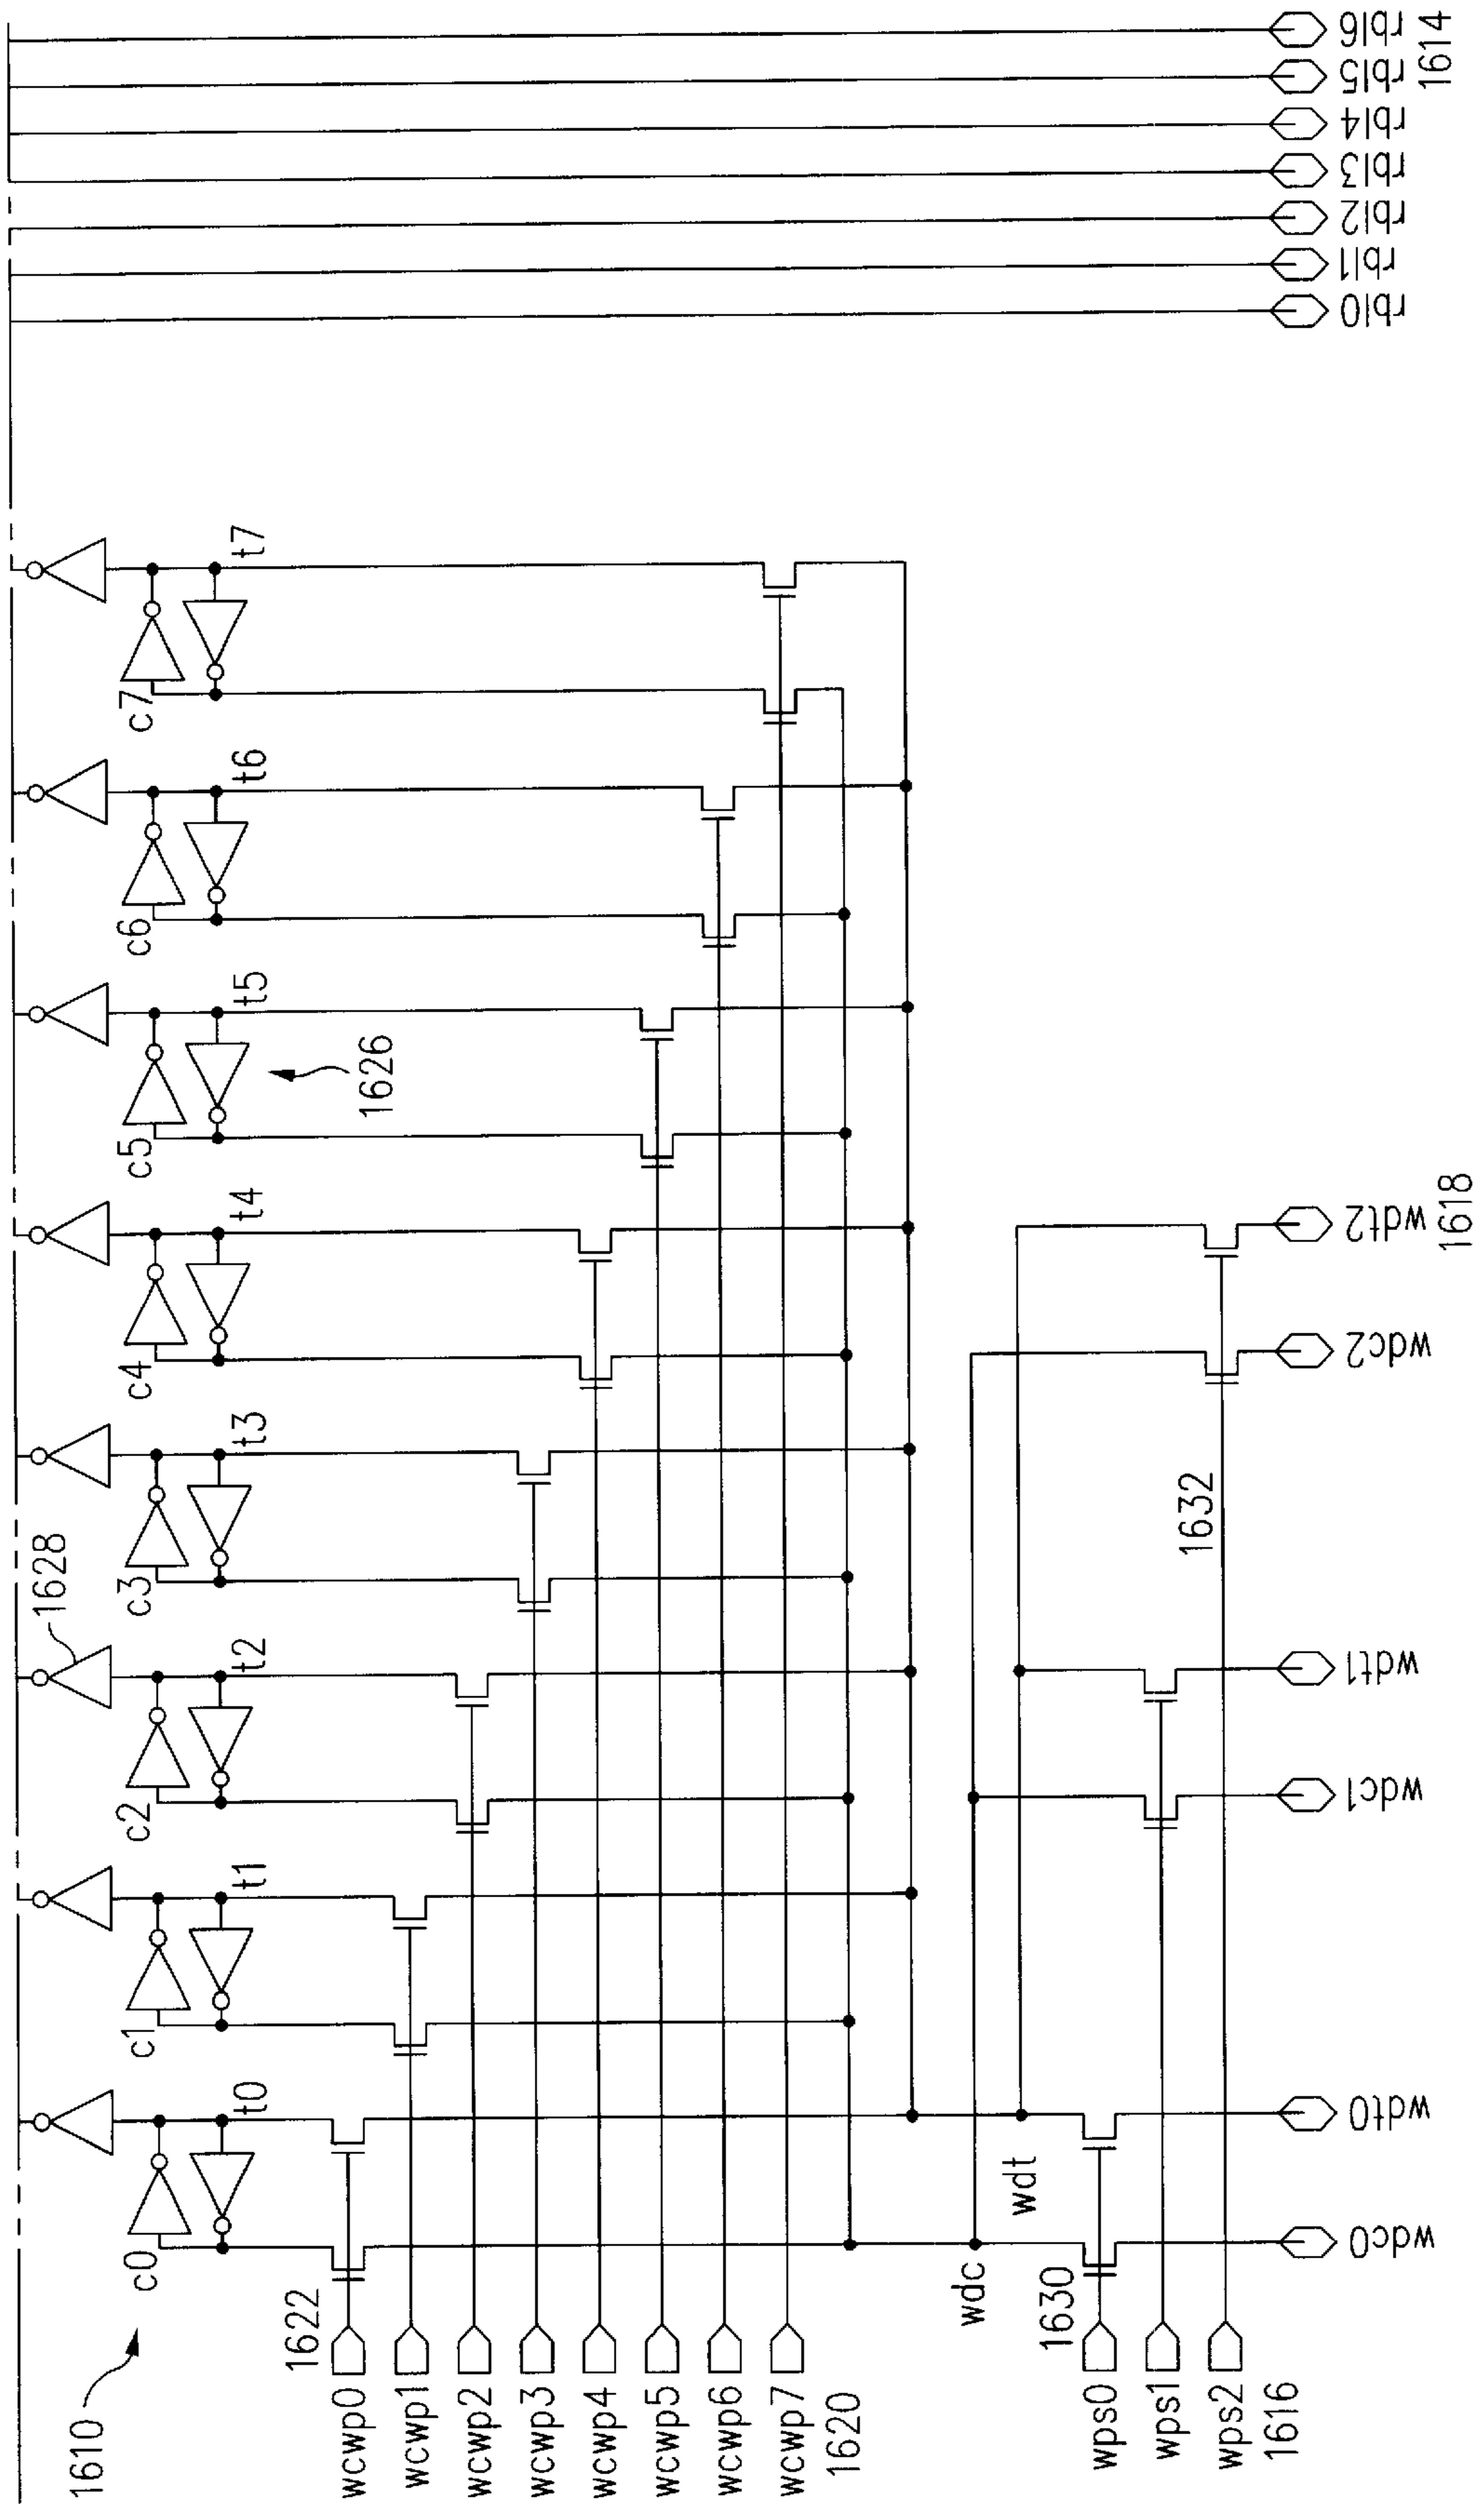 rbl6
rbl5
rbl4
rbl3
rbl2
rbl1
rbl0
1614
t7
c7
t6
c6
t5
c5
1626
t4
c4
t3
c3
1628
t2
c2
t1
c1
t0
c0
1610
1622
wcwp0
wcwp1
wcwp2
wcwp3
wcwp4
wcwp5
wcwp6
wcwp7
1620
wdc
wdt
1630
1632
wps0
wps1
wps2
1616
wdt2
1618
wdc2
wdt1
wdc1
wdt0
wdc0